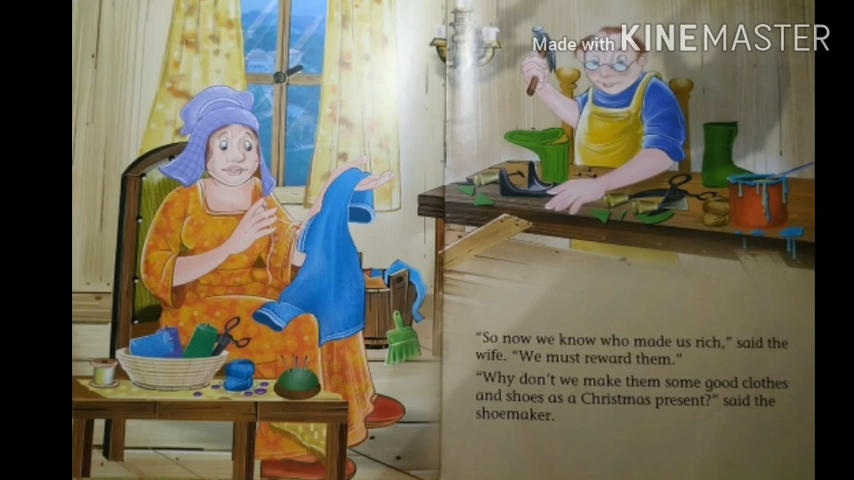 Made with KINEMASTER
"So now we know who made us rich," said the
wife. "We must reward them."
"Why don't we make them some good clothes
and shoes as a Christmas present?" said the
shoemaker.